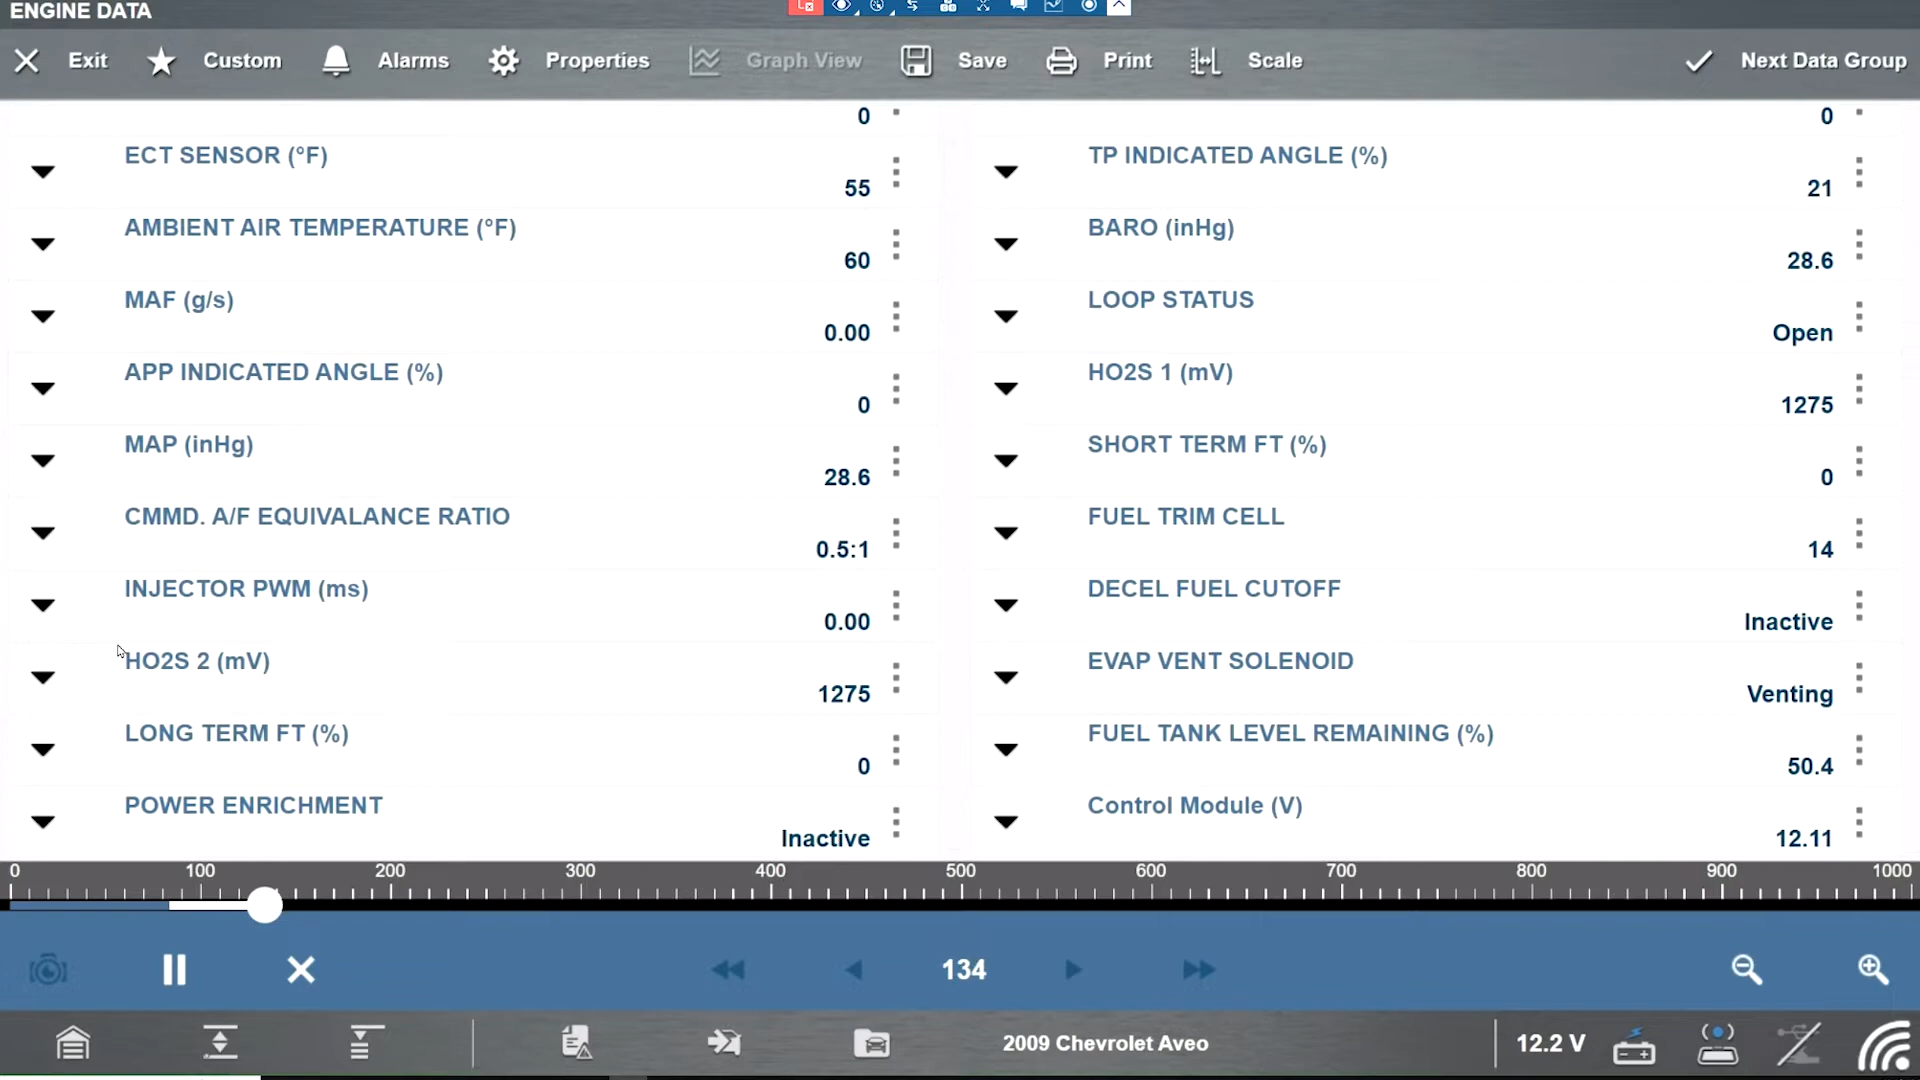 ENGINE DATA
Exit Custom Alarms Properties Graph View Save Print Scale Next Data Group
0 0
ECT SENSOR (°F) TP INDICATED ANGLE (%)
55 21
AMBIENT AIR TEMPERATURE (°F) BARO (inHg)
60 28.6
MAF (g/s) LOOP STATUS
0.00 Open
APP INDICATED ANGLE (%) HO2S 1 (mV)
0 1275
MAP (inHg) SHORT TERM FT (%)
28.6 0
CMMD. A/F EQUIVALANCE RATIO FUEL TRIM CELL
0.5:1 14
INJECTOR PWM (ms) DECEL FUEL CUTOFF
0.00 Inactive
HO2S 2 (mV) EVAP VENT SOLENOID
1275 Venting
LONG TERM FT (%) FUEL TANK LEVEL REMAINING (%)
0 50.4
POWER ENRICHMENT Control Module (V)
Inactive 12.11
0 100 200 300 400 500 600 700 800 900 1000
134
2009 Chevrolet Aveo 12.2 V